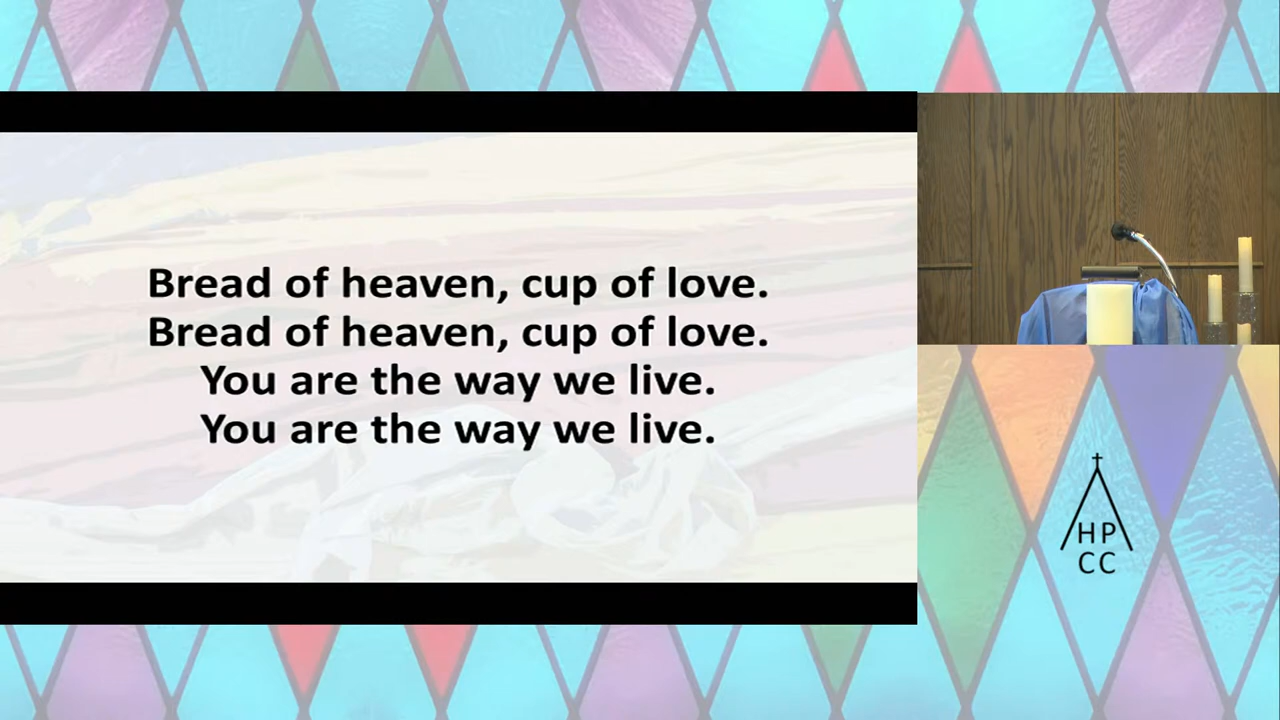 Bread of heaven, cup of love.
Bread of heaven, cup of love.
You are the way we live.
You are the way we live.
HP
CC